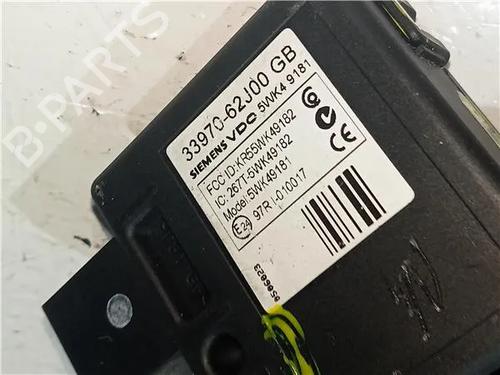 33970-62J00 GB
SIEMENS VDO 5WK4 9181
FCC ID:KR55WK49182
IC: 267T-5WK49182
Model:5WK49181
E24 97R I-010017
0506023
B-PARTS